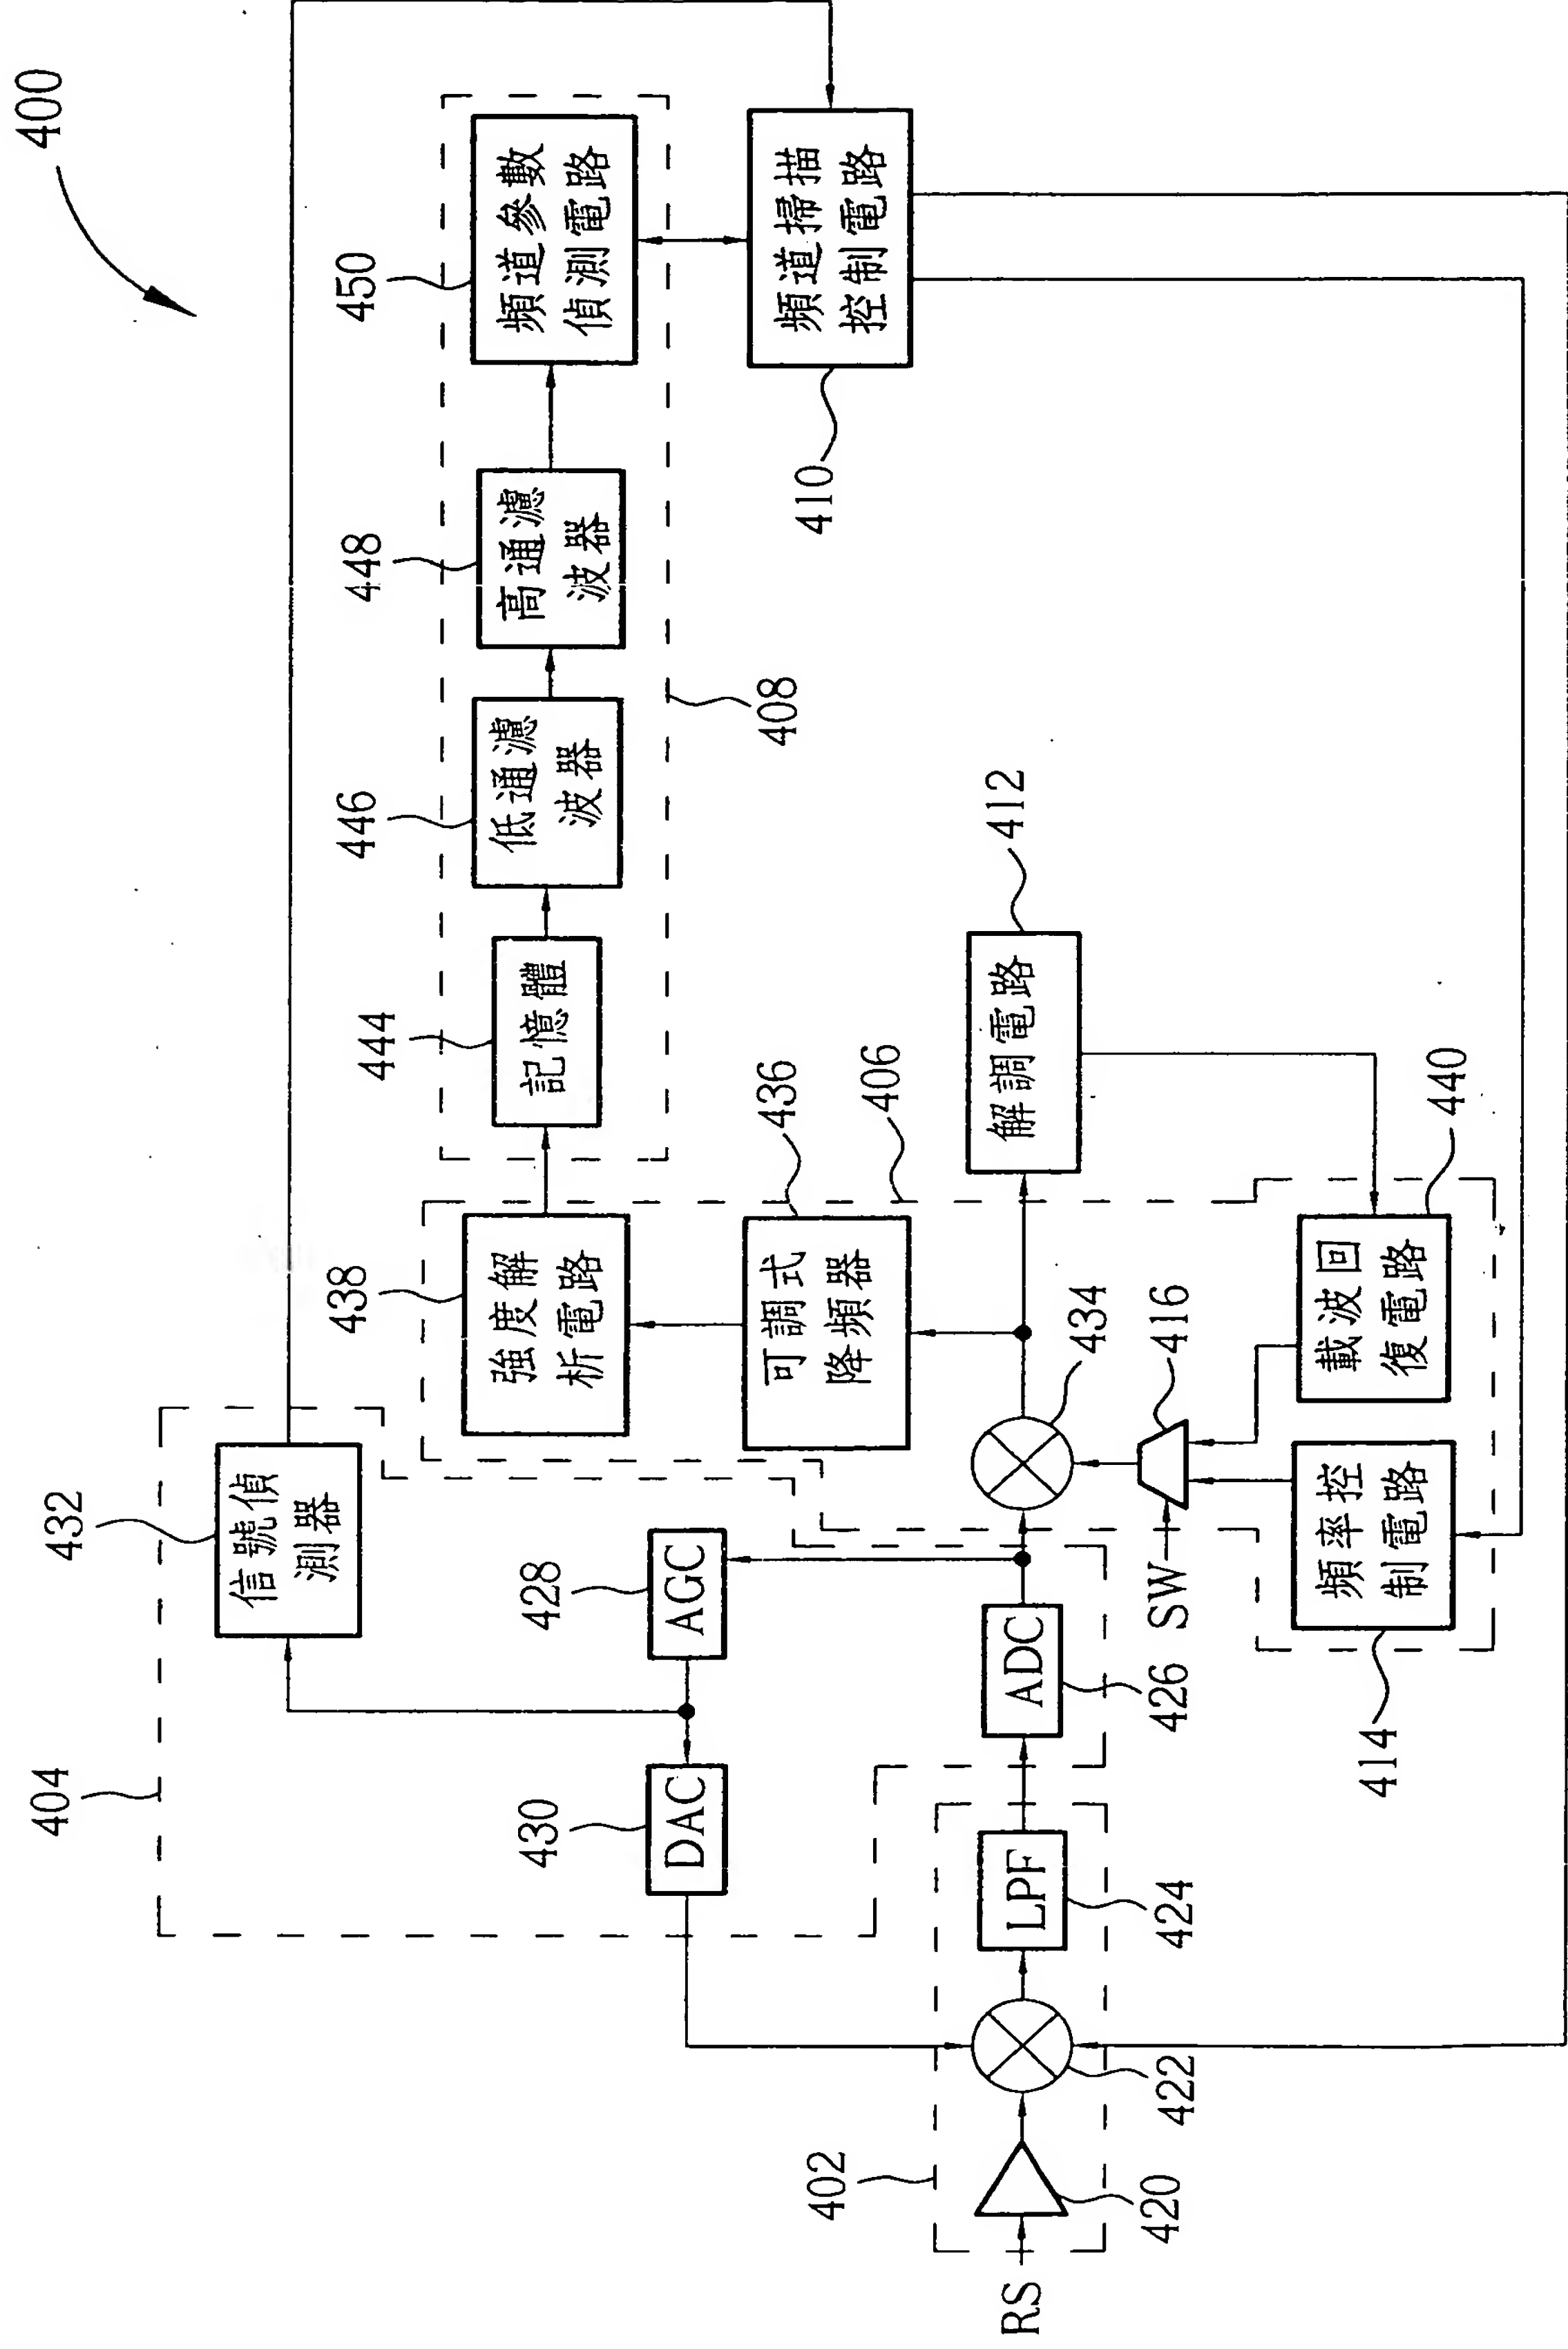 400
404
432
信號偵
測器
438
強度解
析電路
444
記憶體
446
低通濾
波器
448
高通濾
波器
450
頻道參數
偵測電路
408
頻道掃描
控制電路
410
436
可調式
降頻器
406
430
DAC
428
AGC
402
RS
420
422
LPF
424
ADC
426
434
解調電路
412
SW
416
頻率控
制電路
414
載波回
復電路
440